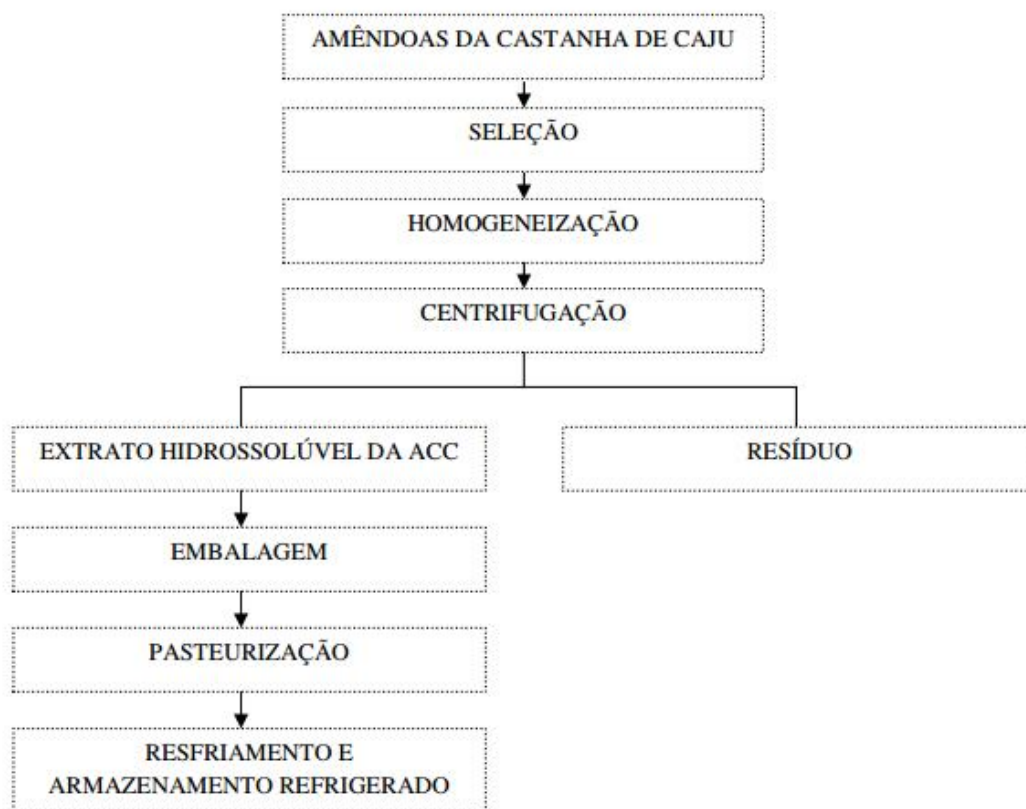 AMÊNDOAS DA CASTANHA DE CAJU
SELEÇÃO
HOMOGENEIZAÇÃO
CENTRIFUGAÇÃO
EXTRATO HIDROSSOLÚVEL DA ACC
RESÍDUO
EMBALAGEM
PASTEURIZAÇÃO
RESFRIAMENTO E
ARMAZENAMENTO REFRIGERADO